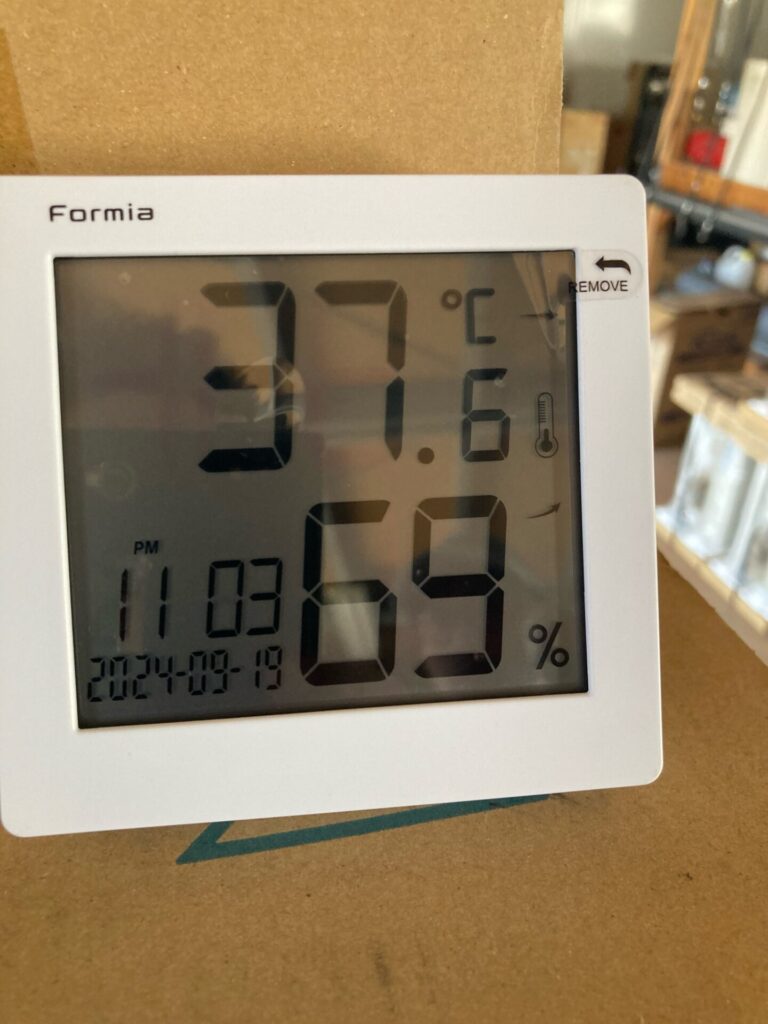 Formia
REMOVE
37.6 °C
69 %
PM
11 03
2024-09-19